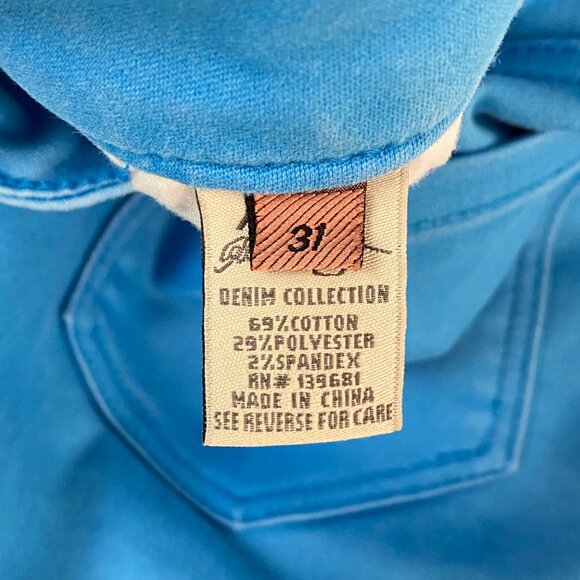 31
DENIM COLLECTION
69%COTTON
29%POLYESTER
2%SPANDEX
RN# 139681
MADE IN CHINA
SEE REVERSE FOR CARE